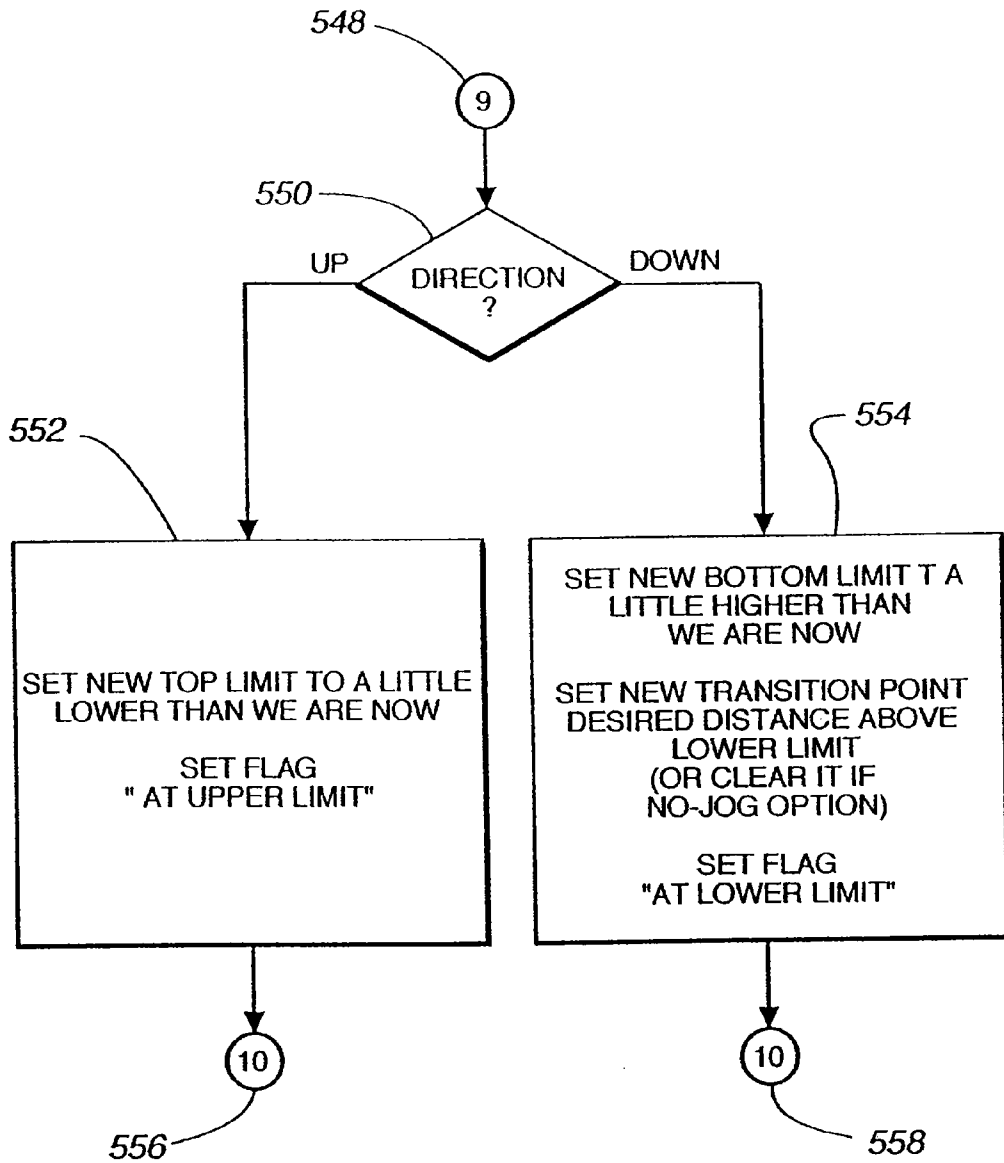 548
9
550
UP
DIRECTION
?
DOWN
552
554
SET NEW TOP LIMIT TO A LITTLE
LOWER THAN WE ARE NOW
SET FLAG
" AT UPPER LIMIT"
SET NEW BOTTOM LIMIT T A
LITTLE HIGHER THAN
WE ARE NOW
SET NEW TRANSITION POINT
DESIRED DISTANCE ABOVE
LOWER LIMIT
(OR CLEAR IT IF
NO-JOG OPTION)
SET FLAG
"AT LOWER LIMIT"
10
10
556
558